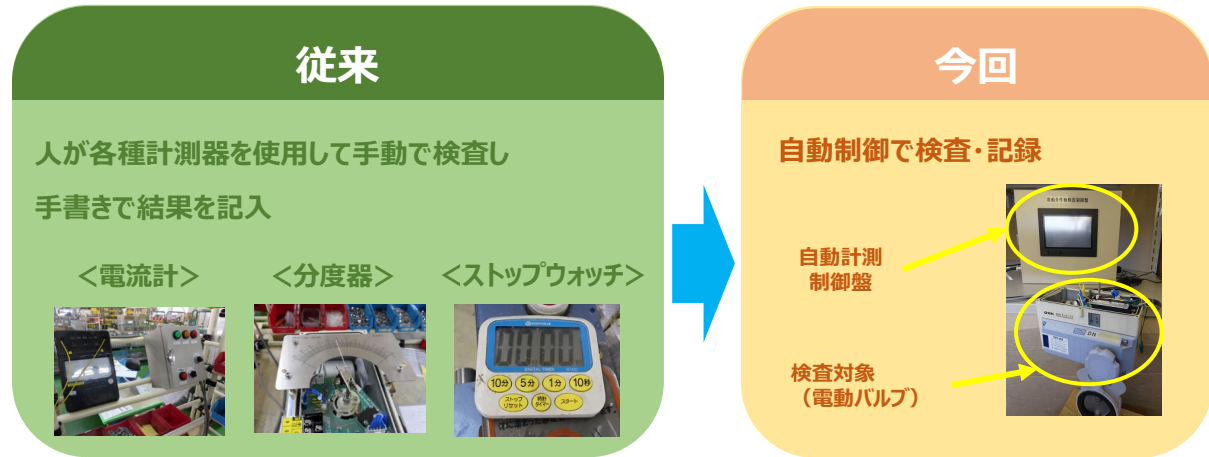 従来
人が各種計測器を使用して手動で検査し
手書きで結果を記入
＜電流計＞
＜分度器＞
＜ストップウォッチ＞
DIGITAL TIMER
10分
5分
1分
10秒
ストップ
リセット
時計
タイマー
スタート
今回
自動制御で検査・記録
自動計測
制御盤
検査対象
（電動バルブ）